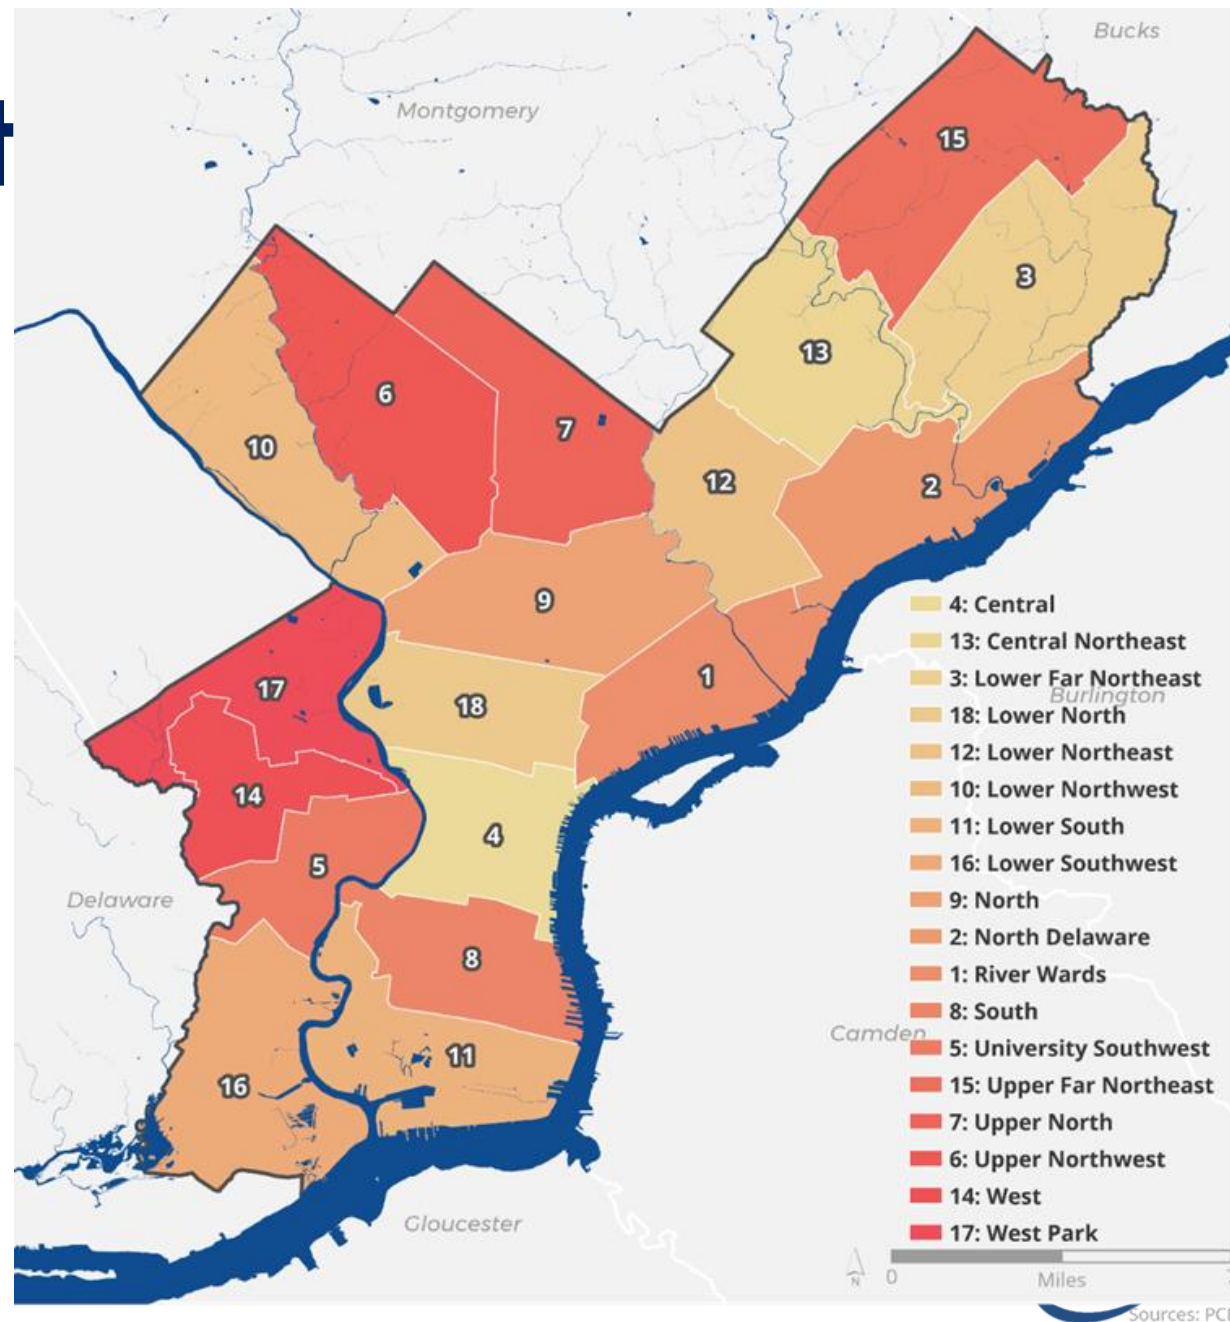 t
Bucks
Montgomery
15
3
13
6
7
10
12
2
9
1
17
18
14
4
5
8
11
16
Delaware
Burlington
Camden
Gloucester
4: Central
13: Central Northeast
3: Lower Far Northeast
18: Lower North
12: Lower Northeast
10: Lower Northwest
11: Lower South
16: Lower Southwest
9: North
2: North Delaware
1: River Wards
8: South
5: University Southwest
15: Upper Far Northeast
7: Upper North
6: Upper Northwest
14: West
17: West Park
N
0
Miles
Sources: